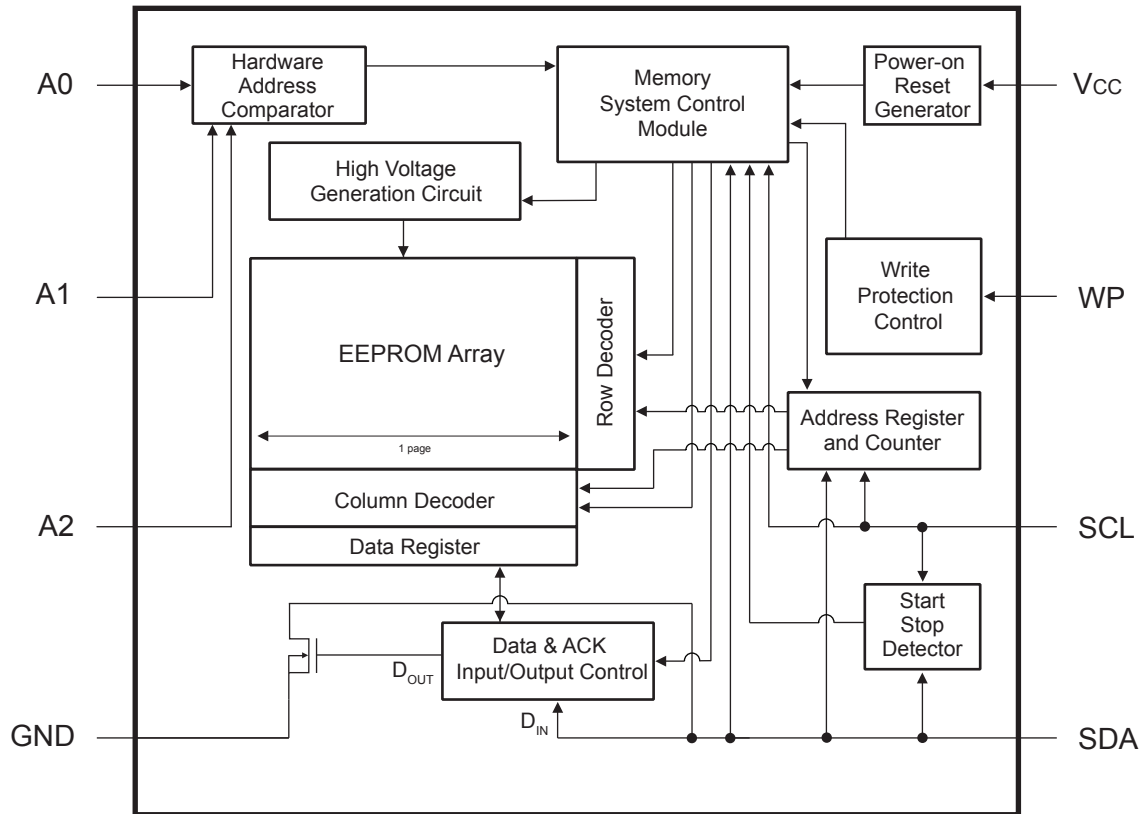 A0
Hardware
Address
Comparator
Memory
System Control
Module
Power-on
Reset
Generator
VCC
High Voltage
Generation Circuit
A1
EEPROM Array
Row Decoder
Write
Protection
Control
WP
1 page
Address Register
and Counter
Column Decoder
A2
Data Register
SCL
Start
Stop
Detector
Data & ACK
Input/Output Control
DOUT
DIN
GND
SDA